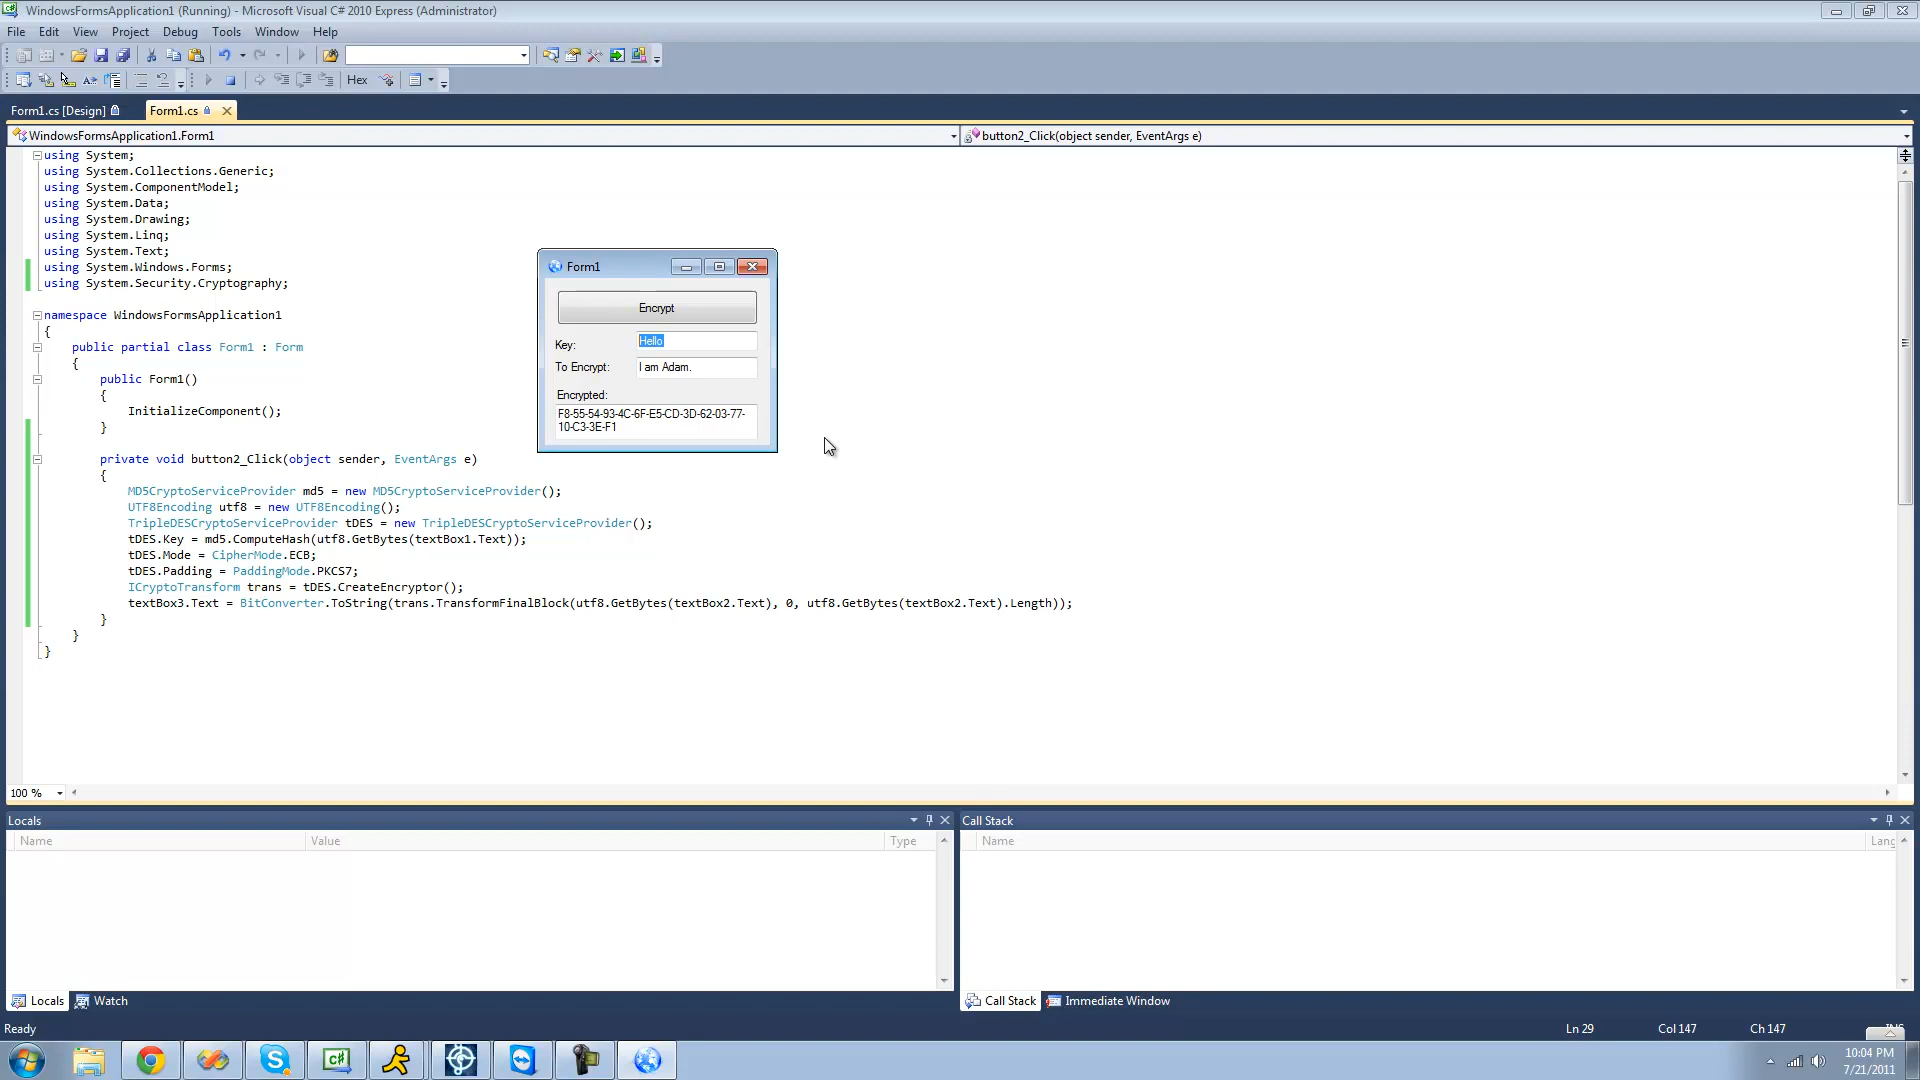 WindowsFormsApplication1 (Running) - Microsoft Visual C# 2010 Express (Administrator)
File Edit View Project Debug Tools Window Help
Hex
Form1.cs [Design] Form1.cs
WindowsFormsApplication1.Form1 button2_Click(object sender, EventArgs e)
using System;
using System.Collections.Generic;
using System.ComponentModel;
using System.Data;
using System.Drawing;
using System.Linq;
using System.Text;
using System.Windows.Forms;
using System.Security.Cryptography;
namespace WindowsFormsApplication1
{
public partial class Form1 : Form
{
public Form1()
{
InitializeComponent();
}
private void button2_Click(object sender, EventArgs e)
{
MD5CryptoServiceProvider md5 = new MD5CryptoServiceProvider();
UTF8Encoding utf8 = new UTF8Encoding();
TripleDESCryptoServiceProvider tDES = new TripleDESCryptoServiceProvider();
tDES.Key = md5.ComputeHash(utf8.GetBytes(textBox1.Text));
tDES.Mode = CipherMode.ECB;
tDES.Padding = PaddingMode.PKCS7;
ICryptoTransform trans = tDES.CreateEncryptor();
textBox3.Text = BitConverter.ToString(trans.TransformFinalBlock(utf8.GetBytes(textBox2.Text), 0, utf8.GetBytes(textBox2.Text).Length));
}
}
}
Form1
Encrypt
Key: Hello
To Encrypt: I am Adam.
Encrypted:
F8-55-54-93-4C-6F-E5-CD-3D-62-03-77-
10-C3-3E-F1
100 %
Locals
Name Value Type
Call Stack
Name Lang
Locals Watch
Call Stack Immediate Window
Ready Ln 29 Col 147 Ch 147
10:04 PM
7/21/2011